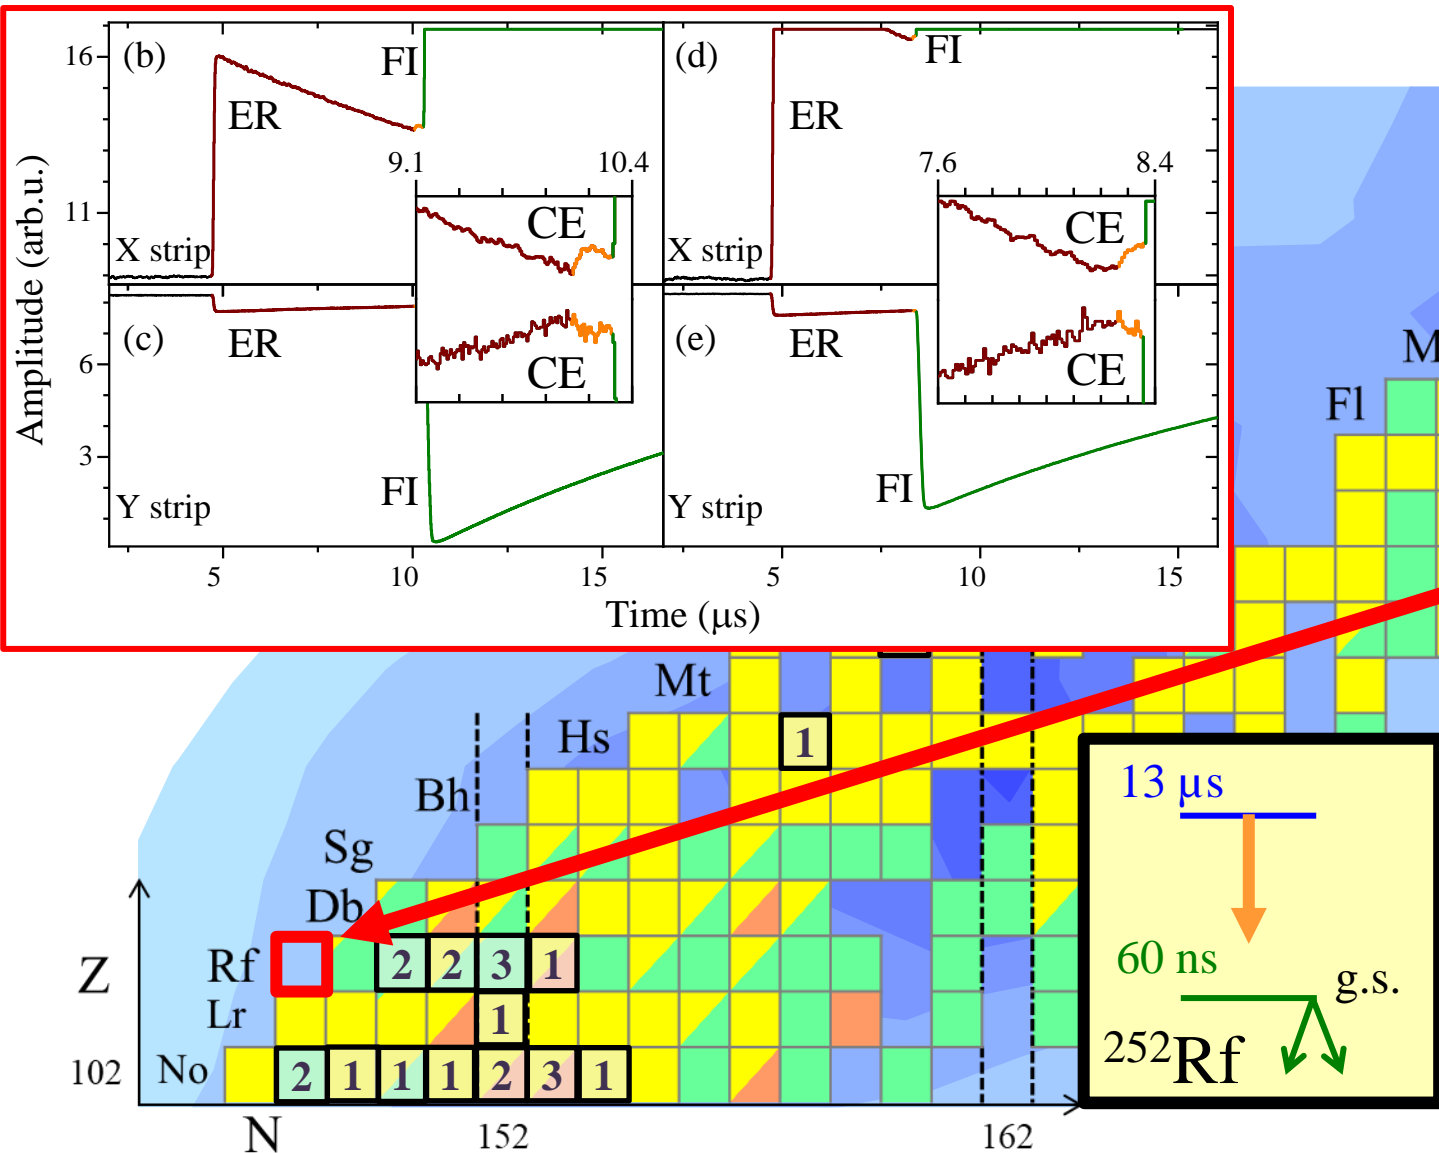 (b)
16
FI
ER
9.1
10.4
CE
11
X strip
(d)
FI
ER
7.6
8.4
CE
X strip
Amplitude (arb.u.)
(c)
ER
CE
6
3
FI
Y strip
(e)
ER
CE
FI
Y strip
5
10
15
5
10
15
Time (μs)
M
Fl
Mt
Hs
1
Bh
Sg
Db
Rf
2 2 3 1
Z
Lr
1
102
No
2 1 1 1 2 3 1
N
152
162
13 μs
60 ns
g.s.
252Rf